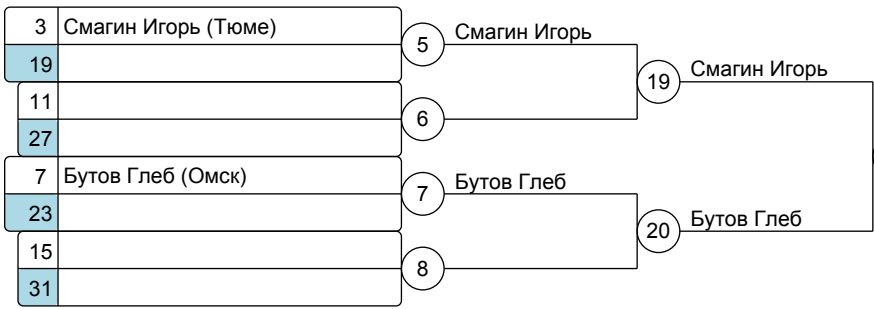 3 Смагин Игорь (Тюме)
19
11
27
7 Бутов Глеб (Омск)
23
15
31
5 Смагин Игорь
6
7 Бутов Глеб
8
19 Смагин Игорь
20 Бутов Глеб